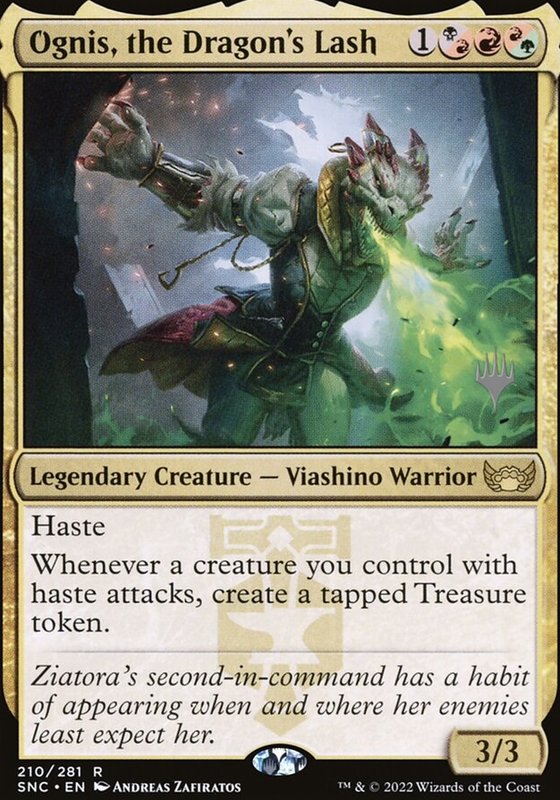 Ognis, the Dragon's Lash 1
Legendary Creature — Viashino Warrior
Haste
Whenever a creature you control with
haste attacks, create a tapped Treasure
token.
Ziatora's second-in-command has a habit
of appearing when and where her enemies
least expect her.
3/3
210/281 R
SNC • EN Andreas Zafiratos
™ & © 2022 Wizards of the Coast